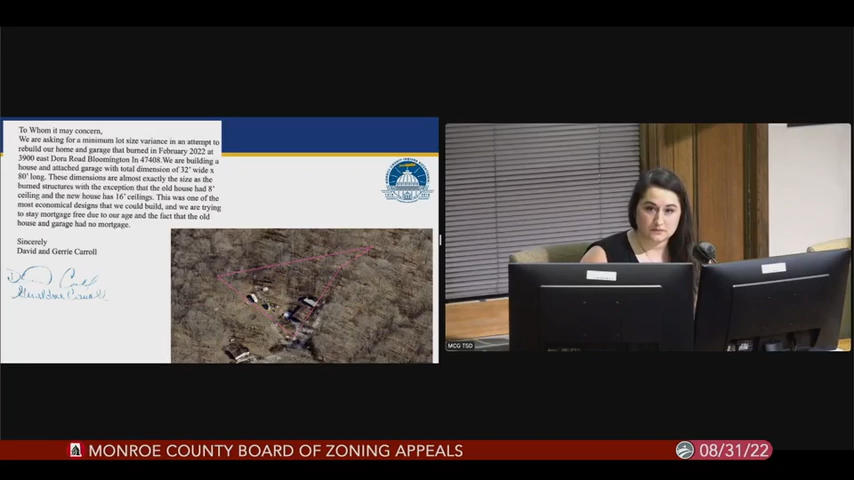 To Whom it may concern,
We are asking for a minimum lot size variance in an attempt to
rebuild our home and garage that burned in February 2022 at
3900 east Dora Road Bloomington In 47408.We are building a
house and attached garage with total dimension of 32' wide x
80' long. These dimensions are almost exactly the size as the
burned structures with the exception that the old house had 8'
ceiling and the new house has 16' ceilings. This was one of the
most economical designs that we could build, and we are trying
to stay mortgage free due to our age and the fact that the old
house and garage had no mortgage.
Sincerely
David and Gerrie Carroll
MCG TSD
MONROE COUNTY BOARD OF ZONING APPEALS
08/31/22